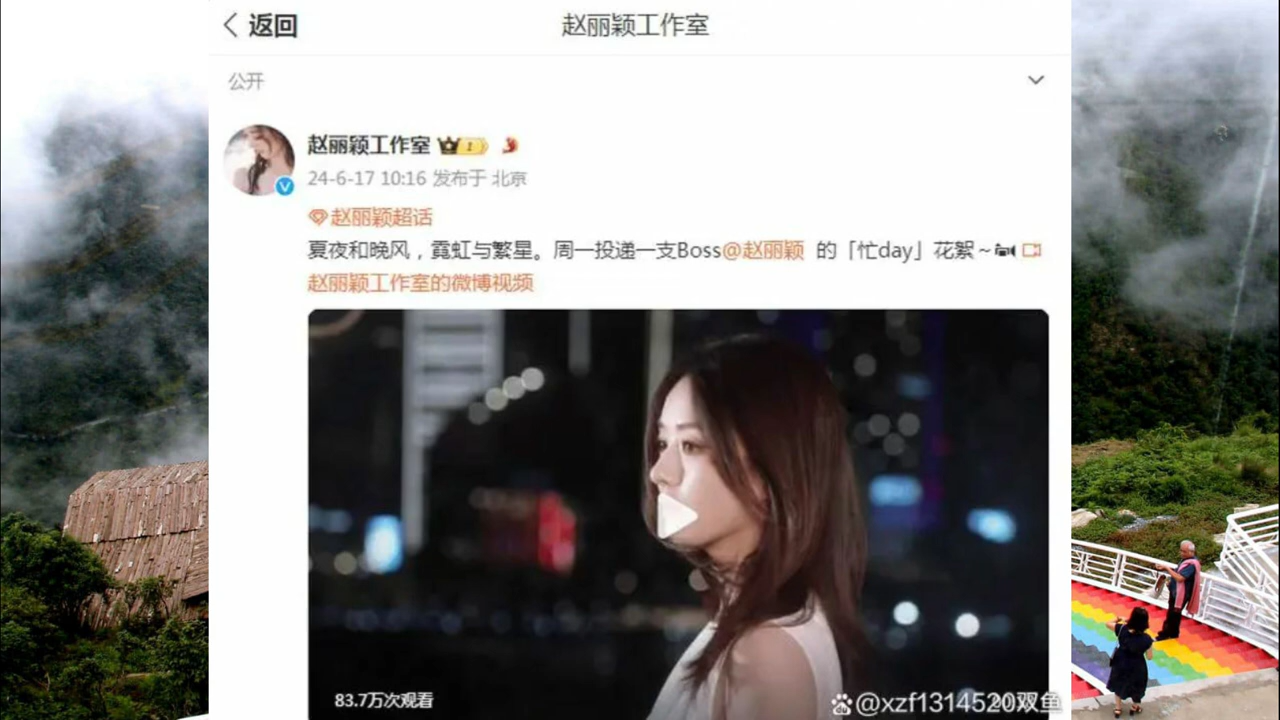 返回
赵丽颖工作室
公开
赵丽颖工作室
1
24-6-17 10:16 发布于 北京
赵丽颖超话
夏夜和晚风，霓虹与繁星。周一投递一支Boss@赵丽颖 的「忙day」花絮~
赵丽颖工作室的微博视频
83.7万次观看
@xzf1314520双鱼